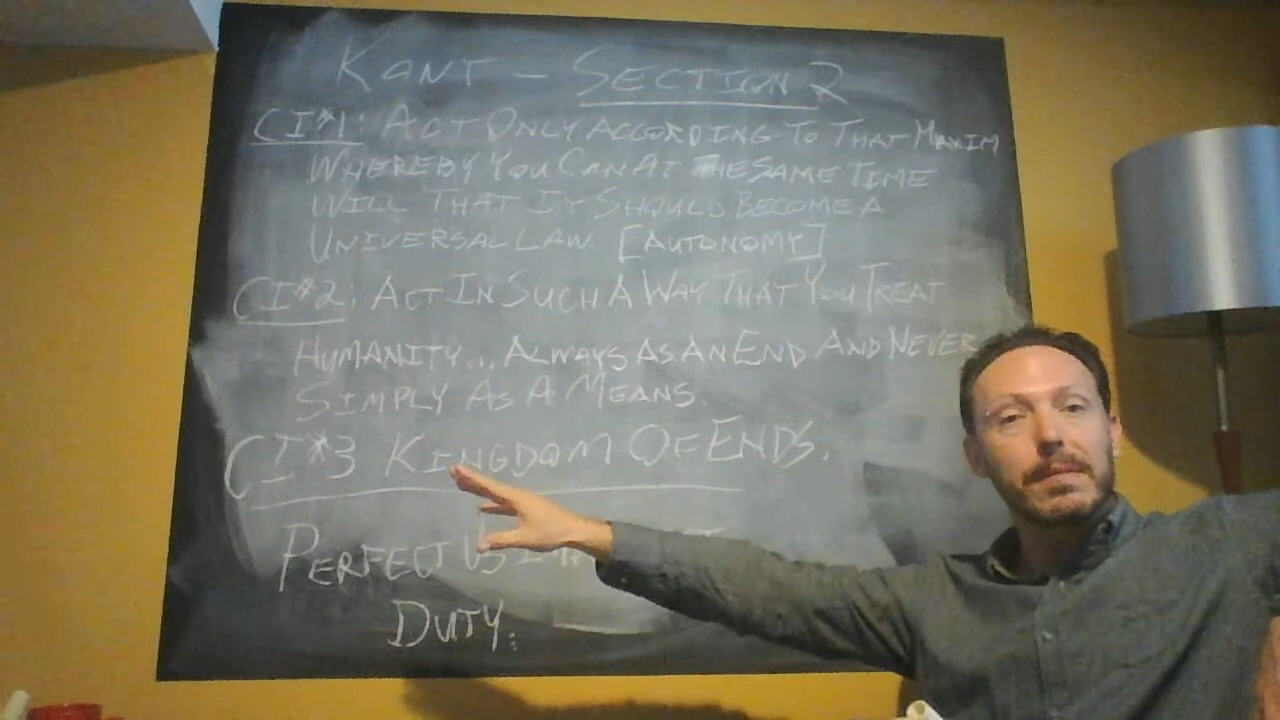 KANT - SECTION 2
CI#1: ACT ONLY ACCORDING TO THAT MAXIM
WHEREBY YOU CAN AT THE SAME TIME
WILL THAT IT SHOULD BECOME A
UNIVERSAL LAW. [AUTONOMY]
CI#2: ACT IN SUCH A WAY THAT YOU TREAT
HUMANITY... ALWAYS AS AN END AND NEVER
SIMPLY AS A MEANS.
CI#3 KINGDOM OF ENDS.
PERFECT VS
DUTY: